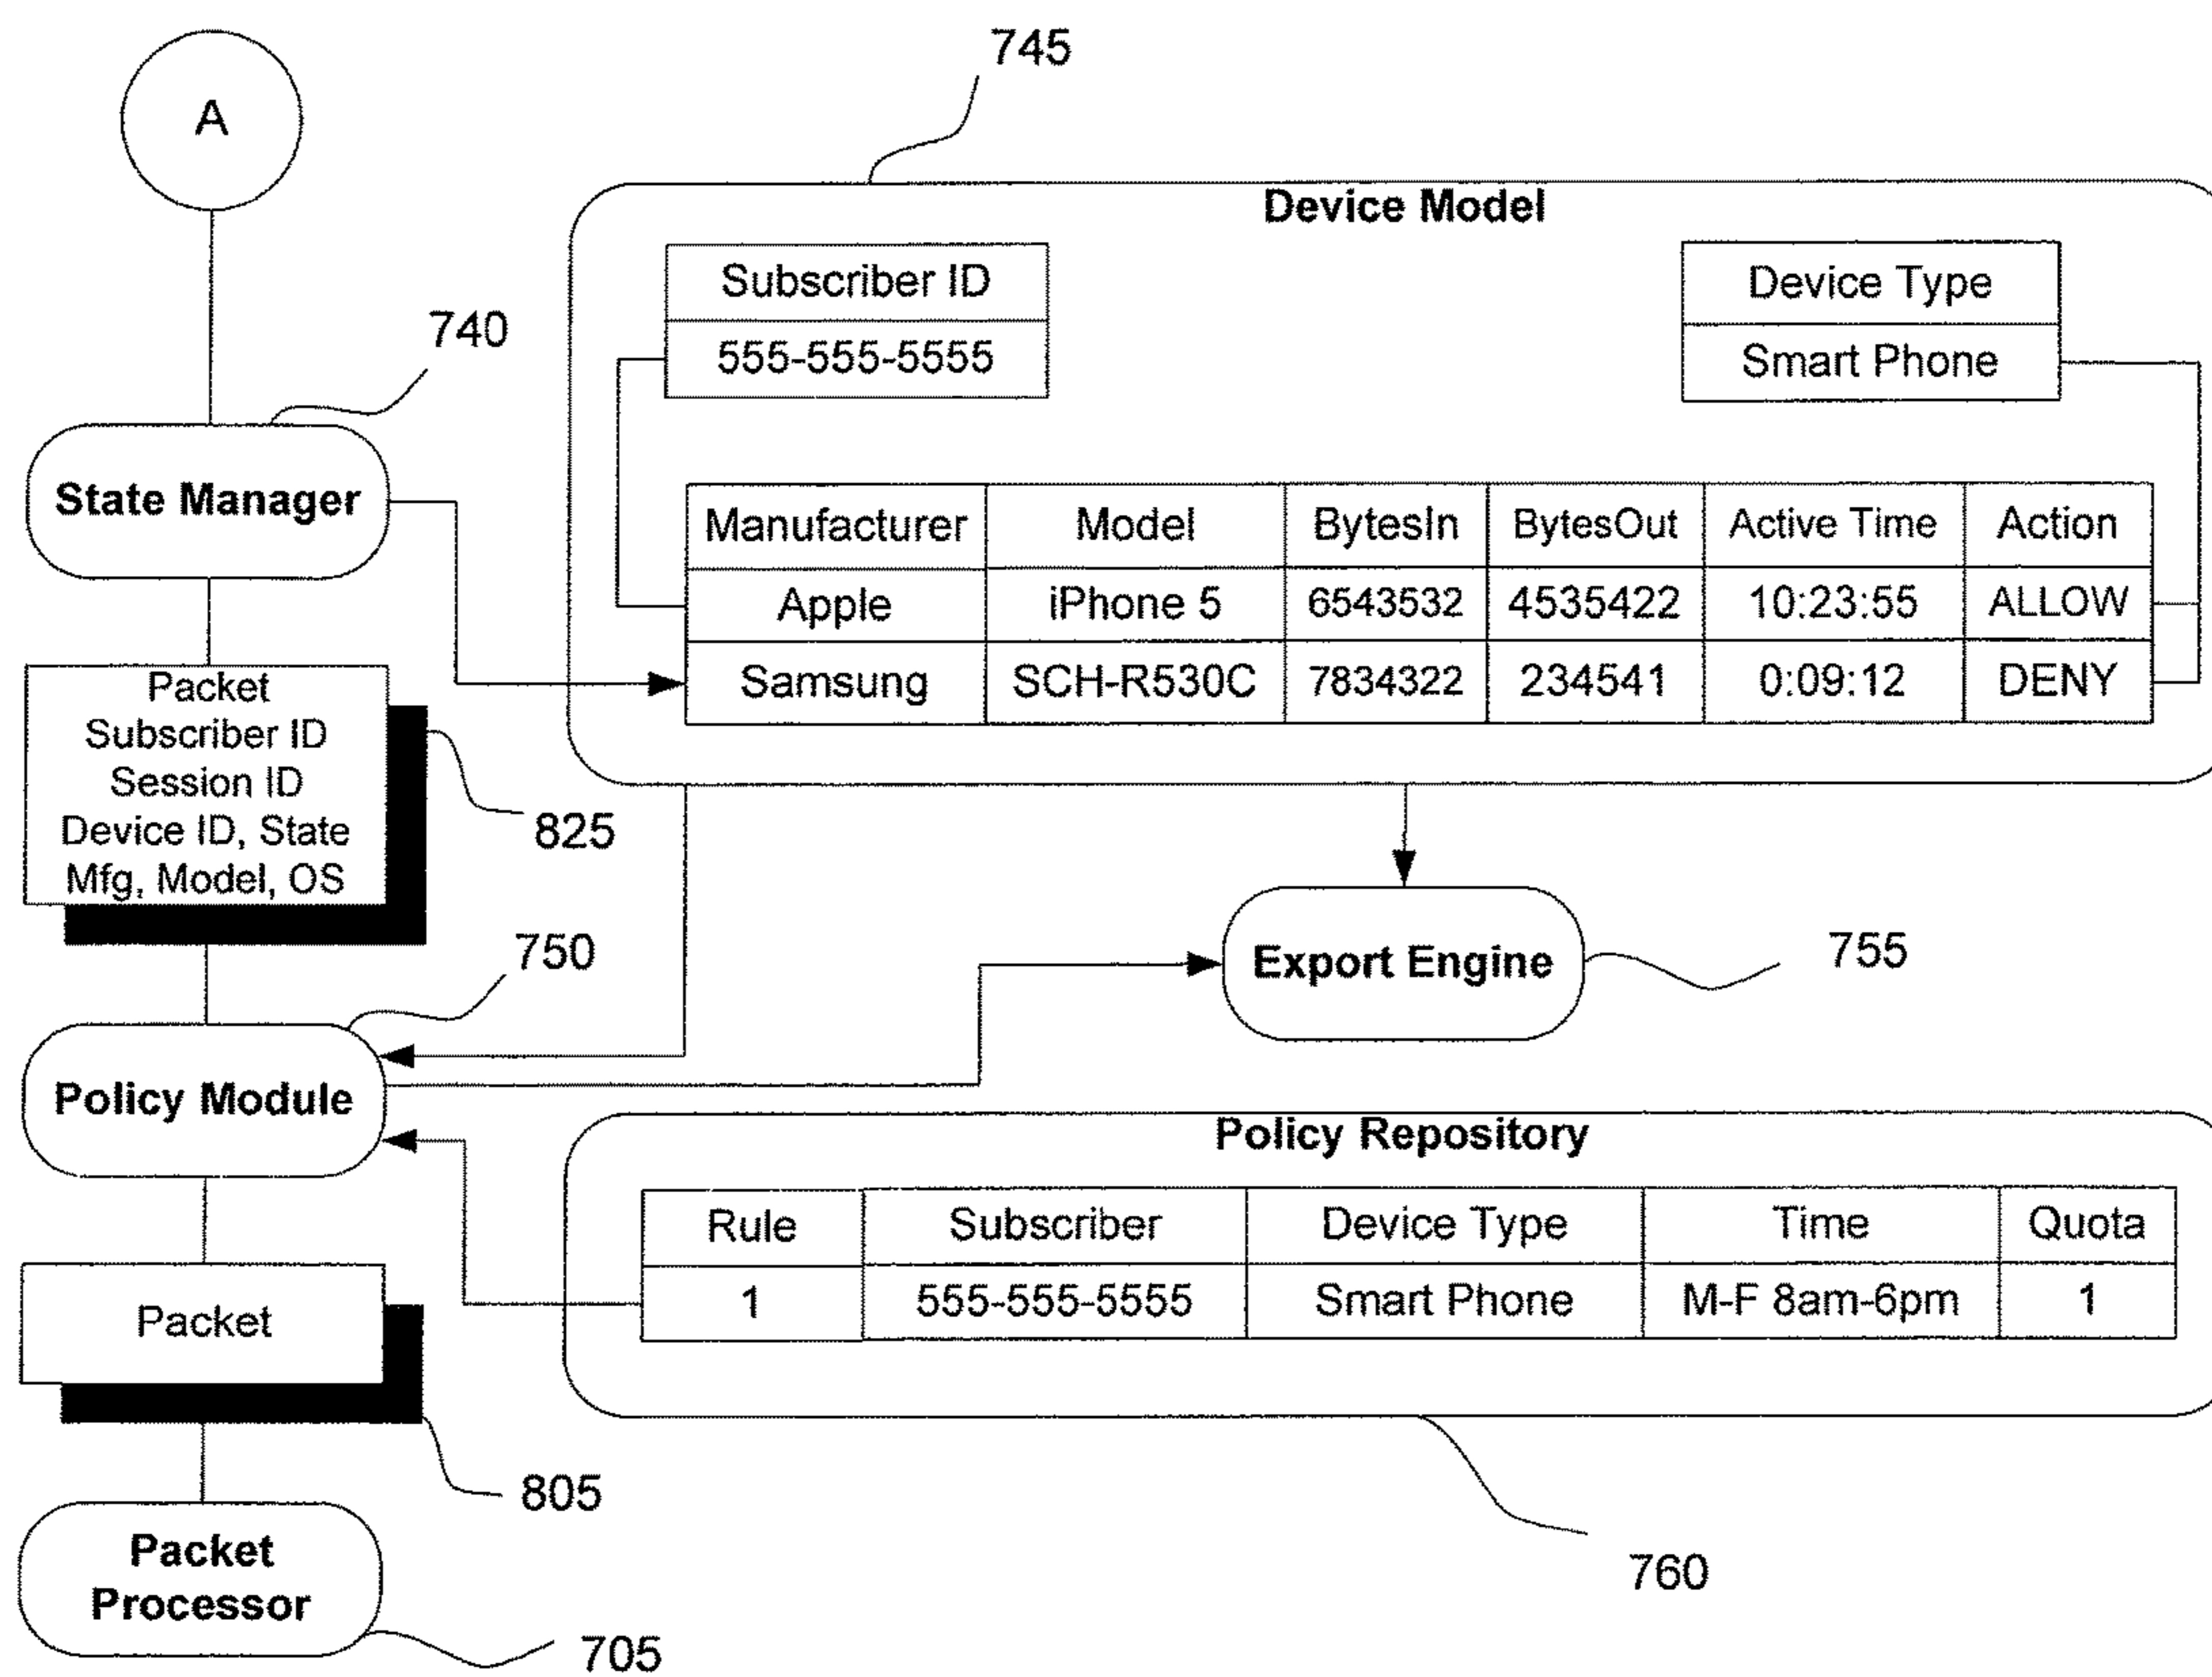 745
A
Device Model
Subscriber ID
555-555-5555
Device Type
Smart Phone
740
State Manager
Manufacturer Model BytesIn BytesOut Active Time Action
Apple iPhone 5 6543532 4535422 10:23:55 ALLOW
Samsung SCH-R530C 7834322 234541 0:09:12 DENY
Packet
Subscriber ID
Session ID
Device ID, State
Mfg, Model, OS
825
750
Export Engine
755
Policy Module
Policy Repository
Rule Subscriber Device Type Time Quota
1 555-555-5555 Smart Phone M-F 8am-6pm 1
Packet
805
Packet
Processor
760
705